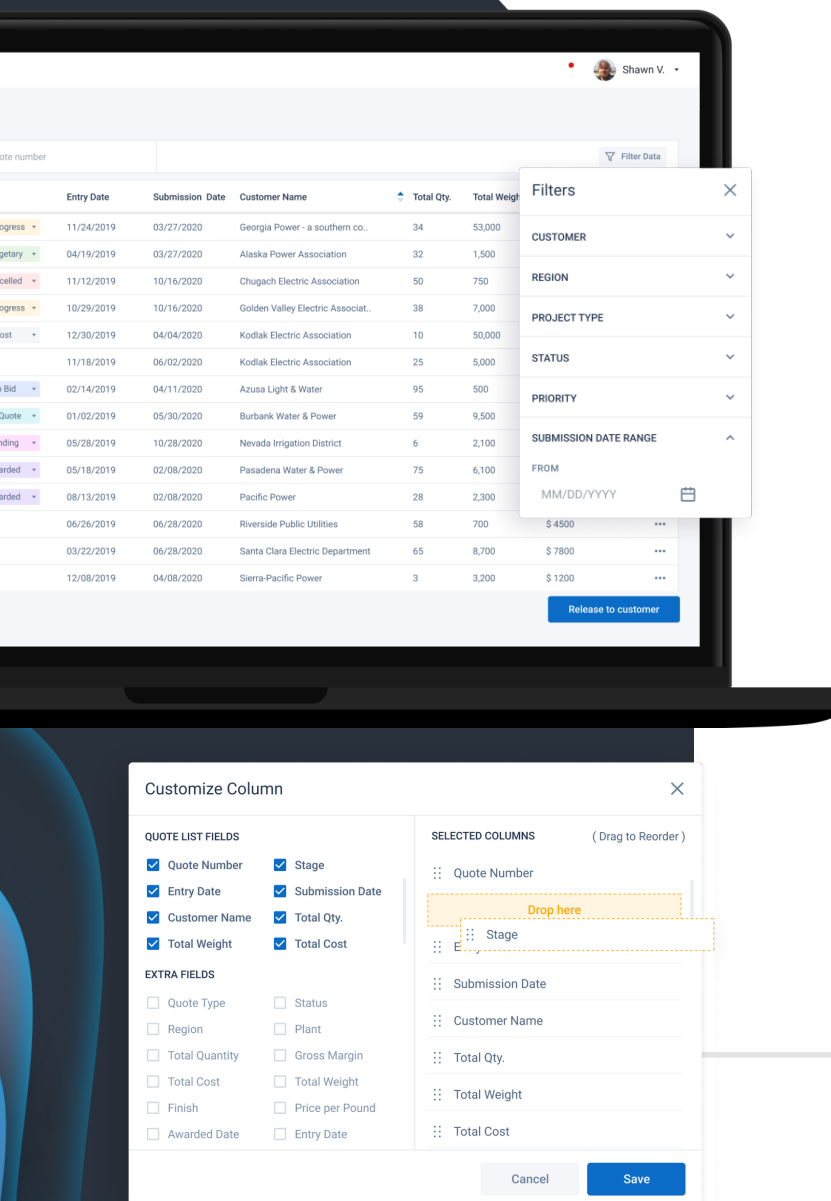 Shawn V.
ote number
Filter Data
Entry Date Submission Date Customer Name Total Qty. Total Weigh
ogress 11/24/2019 03/27/2020 Georgia Power - a southern co.. 34 53,000
getary 04/19/2019 03/27/2020 Alaska Power Association 32 1,500
celled 11/12/2019 10/16/2020 Chugach Electric Association 50 750
ogress 10/29/2019 10/16/2020 Golden Valley Electric Associat.. 38 7,000
ost 12/30/2019 04/04/2020 Kodlak Electric Association 10 50,000
11/18/2019 06/02/2020 Kodlak Electric Association 25 5,000
Bid 02/14/2019 04/11/2020 Azusa Light & Water 95 500
Quote 01/02/2019 05/30/2020 Burbank Water & Power 59 9,500
nding 05/28/2019 10/28/2020 Nevada Irrigation District 6 2,100
arded 05/18/2019 02/08/2020 Pasadena Water & Power 75 6,100
arded 08/13/2019 02/08/2020 Pacific Power 28 2,300
06/26/2019 06/28/2020 Riverside Public Utilities 58 700 $ 4500
03/22/2019 06/28/2020 Santa Clara Electric Department 65 8,700 $ 7800
12/08/2019 04/08/2020 Sierra-Pacific Power 3 3,200 $ 1200
Release to customer
Filters
CUSTOMER
REGION
PROJECT TYPE
STATUS
PRIORITY
SUBMISSION DATE RANGE
FROM
MM/DD/YYYY
Customize Column
QUOTE LIST FIELDS
Quote Number Stage
Entry Date Submission Date
Customer Name Total Qty.
Total Weight Total Cost
EXTRA FIELDS
Quote Type Status
Region Plant
Total Quantity Gross Margin
Total Cost Total Weight
Finish Price per Pound
Awarded Date Entry Date
SELECTED COLUMNS ( Drag to Reorder )
Quote Number
Drop here
Stage
Submission Date
Customer Name
Total Qty.
Total Weight
Total Cost
Cancel Save